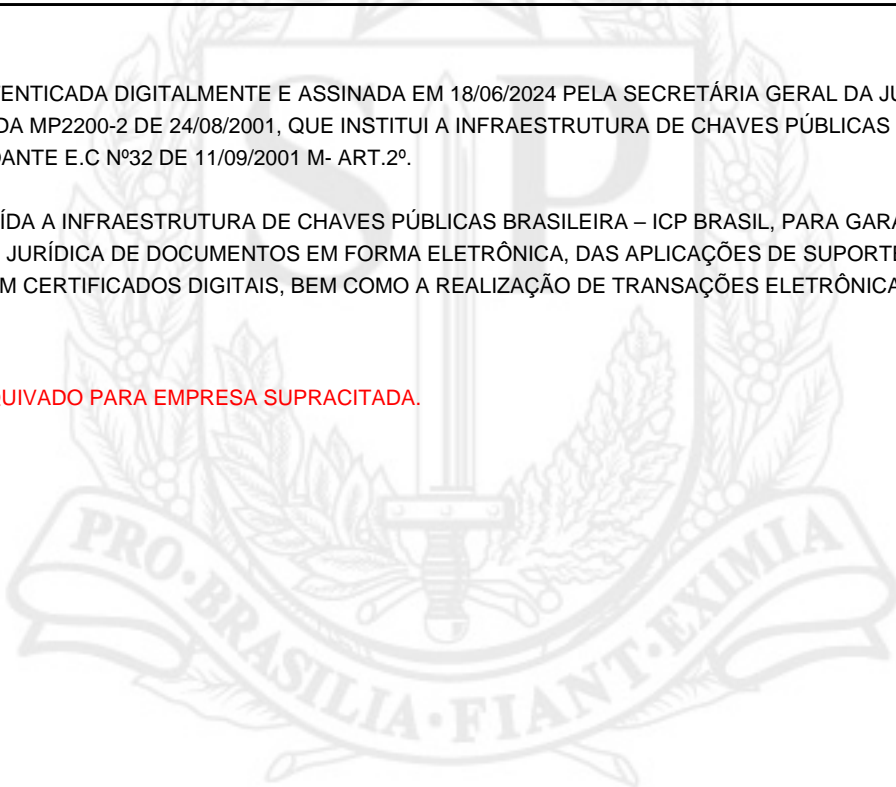 ENTICADA DIGITALMENTE E ASSINADA EM 18/06/2024 PELA SECRETÁRIA GERAL DA JU
DA MP2200-2 DE 24/08/2001, QUE INSTITUI A INFRAESTRUTURA DE CHAVES PÚBLICAS
DANTE E.C Nº32 DE 11/09/2001 M- ART.2º.
ÍDA A INFRAESTRUTURA DE CHAVES PÚBLICAS BRASILEIRA – ICP BRASIL, PARA GARA
JURÍDICA DE DOCUMENTOS EM FORMA ELETRÔNICA, DAS APLICAÇÕES DE SUPORTE
M CERTIFICADOS DIGITAIS, BEM COMO A REALIZAÇÃO DE TRANSAÇÕES ELETRÔNICA
UIVADO PARA EMPRESA SUPRACITADA.
SP
PRO·BRASILIA·FIANT·EXIMIA